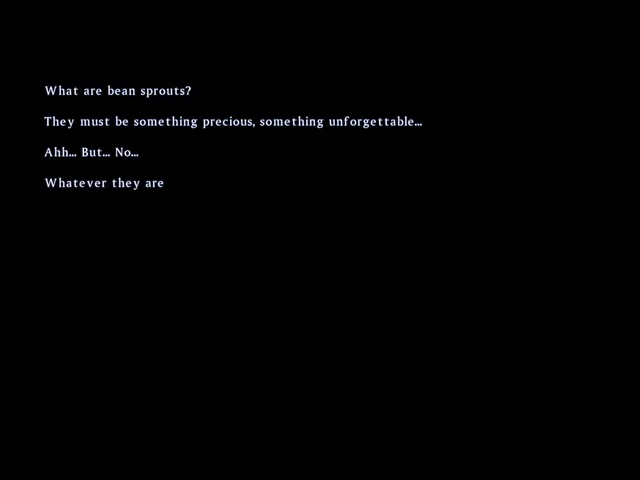 What are bean sprouts?
They must be something precious, something unforgettable…
Ahh… But… No…
Whatever they are